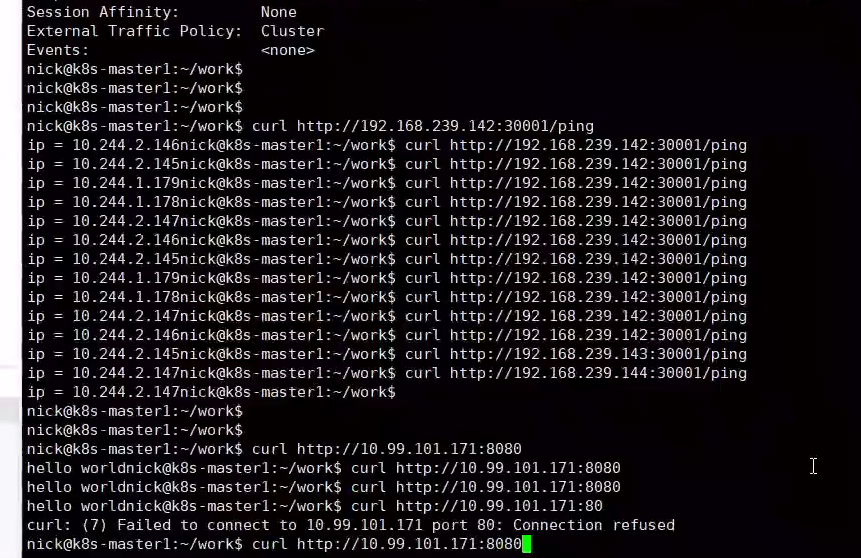 Session Affinity:         None
External Traffic Policy:  Cluster
Events:                   <none>
nick@k8s-master1:~/work$
nick@k8s-master1:~/work$
nick@k8s-master1:~/work$
nick@k8s-master1:~/work$ curl http://192.168.239.142:30001/ping
ip = 10.244.2.146nick@k8s-master1:~/work$ curl http://192.168.239.142:30001/ping
ip = 10.244.2.145nick@k8s-master1:~/work$ curl http://192.168.239.142:30001/ping
ip = 10.244.1.179nick@k8s-master1:~/work$ curl http://192.168.239.142:30001/ping
ip = 10.244.1.178nick@k8s-master1:~/work$ curl http://192.168.239.142:30001/ping
ip = 10.244.2.147nick@k8s-master1:~/work$ curl http://192.168.239.142:30001/ping
ip = 10.244.2.146nick@k8s-master1:~/work$ curl http://192.168.239.142:30001/ping
ip = 10.244.2.145nick@k8s-master1:~/work$ curl http://192.168.239.142:30001/ping
ip = 10.244.1.179nick@k8s-master1:~/work$ curl http://192.168.239.142:30001/ping
ip = 10.244.1.178nick@k8s-master1:~/work$ curl http://192.168.239.142:30001/ping
ip = 10.244.2.147nick@k8s-master1:~/work$ curl http://192.168.239.142:30001/ping
ip = 10.244.2.146nick@k8s-master1:~/work$ curl http://192.168.239.142:30001/ping
ip = 10.244.2.145nick@k8s-master1:~/work$ curl http://192.168.239.143:30001/ping
ip = 10.244.2.147nick@k8s-master1:~/work$ curl http://192.168.239.144:30001/ping
ip = 10.244.2.147nick@k8s-master1:~/work$
nick@k8s-master1:~/work$
nick@k8s-master1:~/work$
nick@k8s-master1:~/work$ curl http://10.99.101.171:8080
hello worldnick@k8s-master1:~/work$ curl http://10.99.101.171:8080
hello worldnick@k8s-master1:~/work$ curl http://10.99.101.171:8080
hello worldnick@k8s-master1:~/work$ curl http://10.99.101.171:80
curl: (7) Failed to connect to 10.99.101.171 port 80: Connection refused
nick@k8s-master1:~/work$ curl http://10.99.101.171:8080